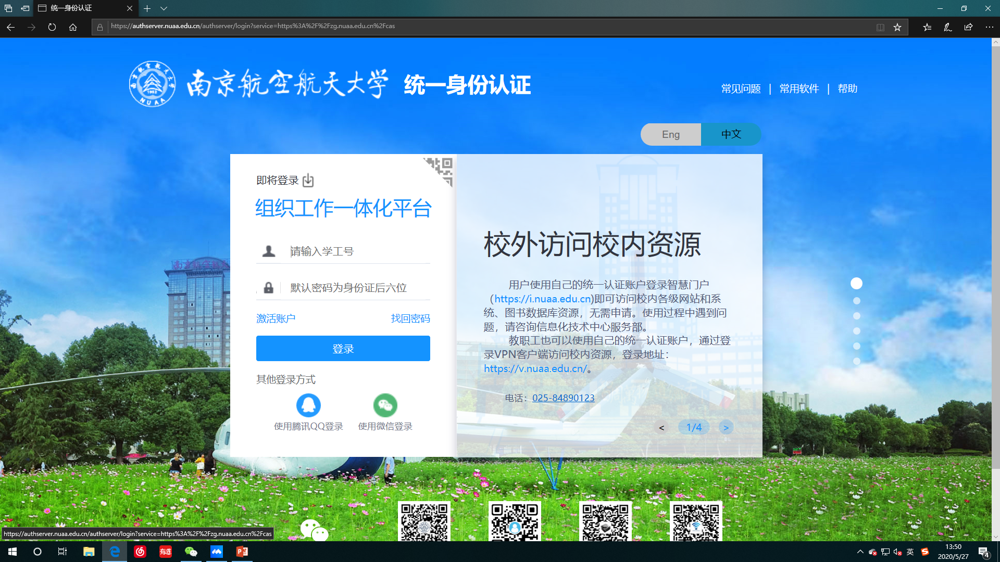 统一身份认证
https://authserver.nuaa.edu.cn/authserver/login?service=https%3A%2F%2Fzg.nuaa.edu.cn%2Fcas
南京航空航天大学
统一身份认证
常见问题 | 常用软件 | 帮助
1952
NUAA
Eng
中文
即将登录
组织工作一体化平台
请输入学工号
默认密码为身份证后六位
激活账户
找回密码
登录
其他登录方式
使用腾讯QQ登录
使用微信登录
校外访问校内资源
用户使用自己的统一认证账户登录智慧门户
（https://i.nuaa.edu.cn)即可访问校内各级网站和系
统、图书数据库资源，无需申请。使用过程中遇到问
题，请咨询信息化技术中心服务部。
教职工也可以使用自己的统一认证账户，通过登
录VPN客户端访问校内资源，登录地址：
https://v.nuaa.edu.cn/。
电话：025-84890123
< 1/4 >
https://authserver.nuaa.edu.cn/authserver/login?service=https%3A%2F%2Fzg.nuaa.edu.cn%2Fcas
有道
英
13:50
2020/5/27
4